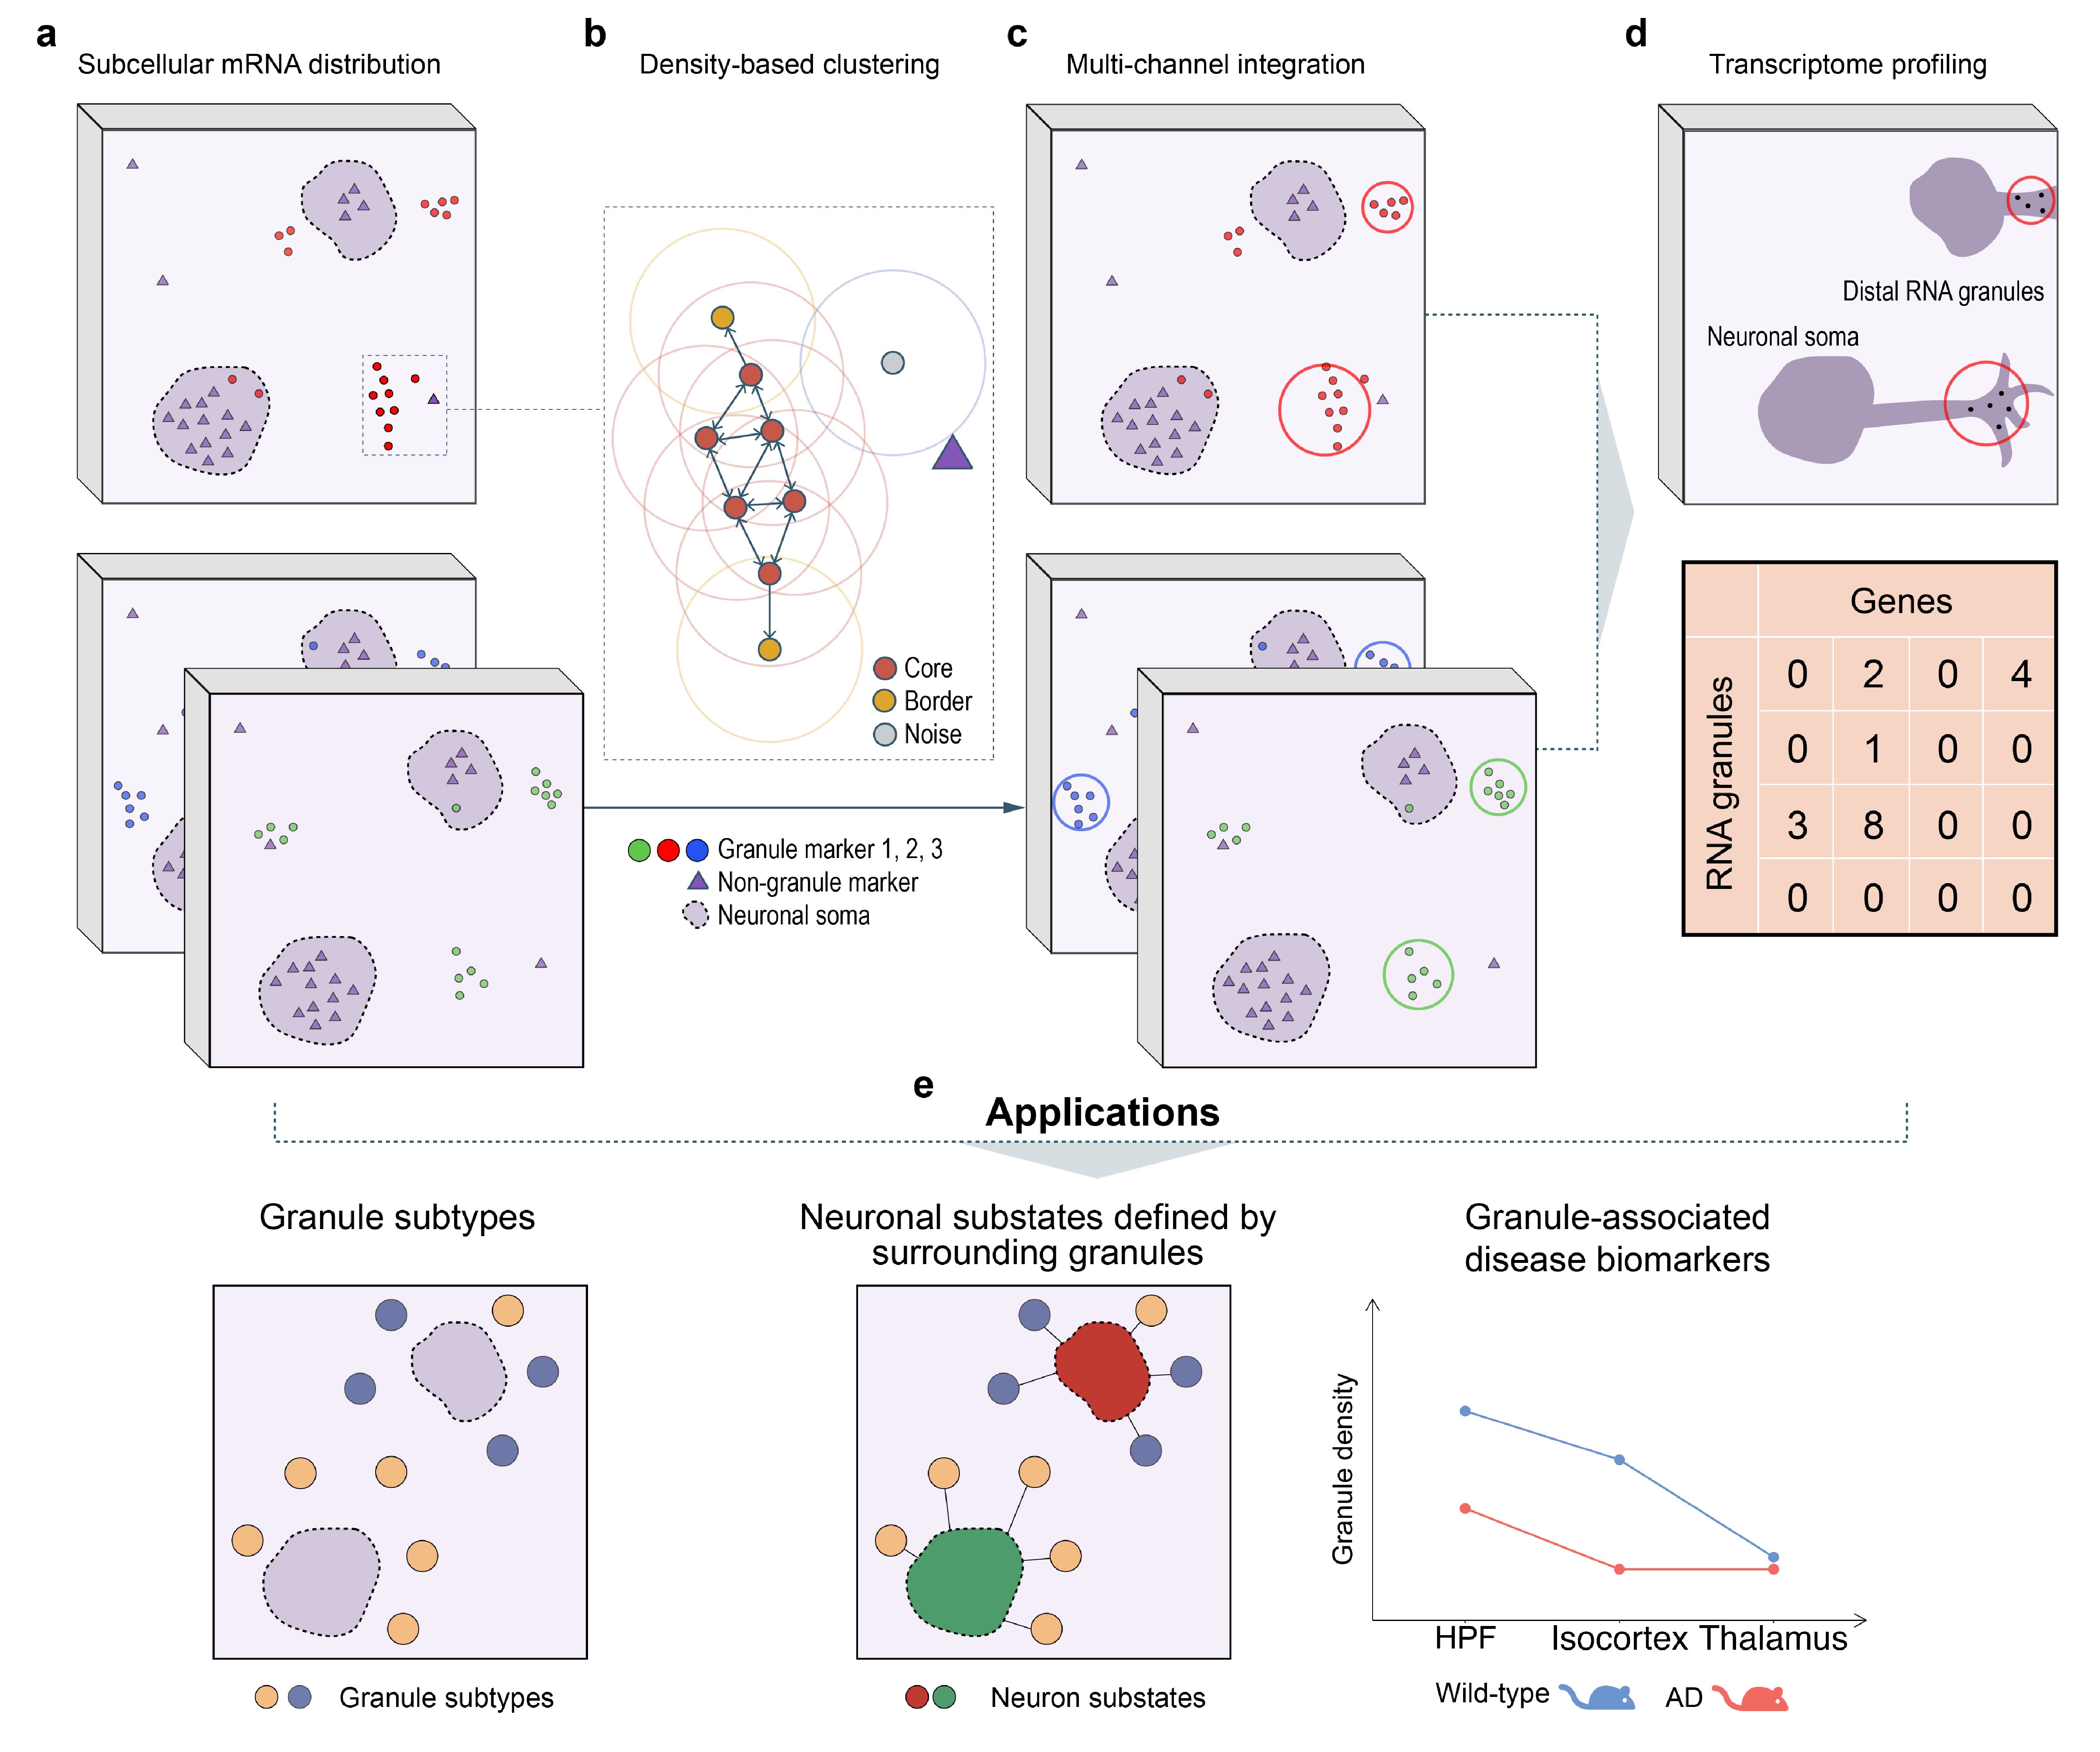 a
Subcellular mRNA distribution
b
Density-based clustering
c
Multi-channel integration
d
Transcriptome profiling
Distal RNA granules
Neuronal soma
Core
Border
Noise
Granule marker 1, 2, 3
Non-granule marker
Neuronal soma
Genes
RNA granules
0 2 0 4
0 1 0 0
3 8 0 0
0 0 0 0
e
Applications
Granule subtypes
Granule subtypes
Neuronal substates defined by
surrounding granules
Neuron substates
Granule-associated
disease biomarkers
Granule density
HPF Isocortex Thalamus
Wild-type AD